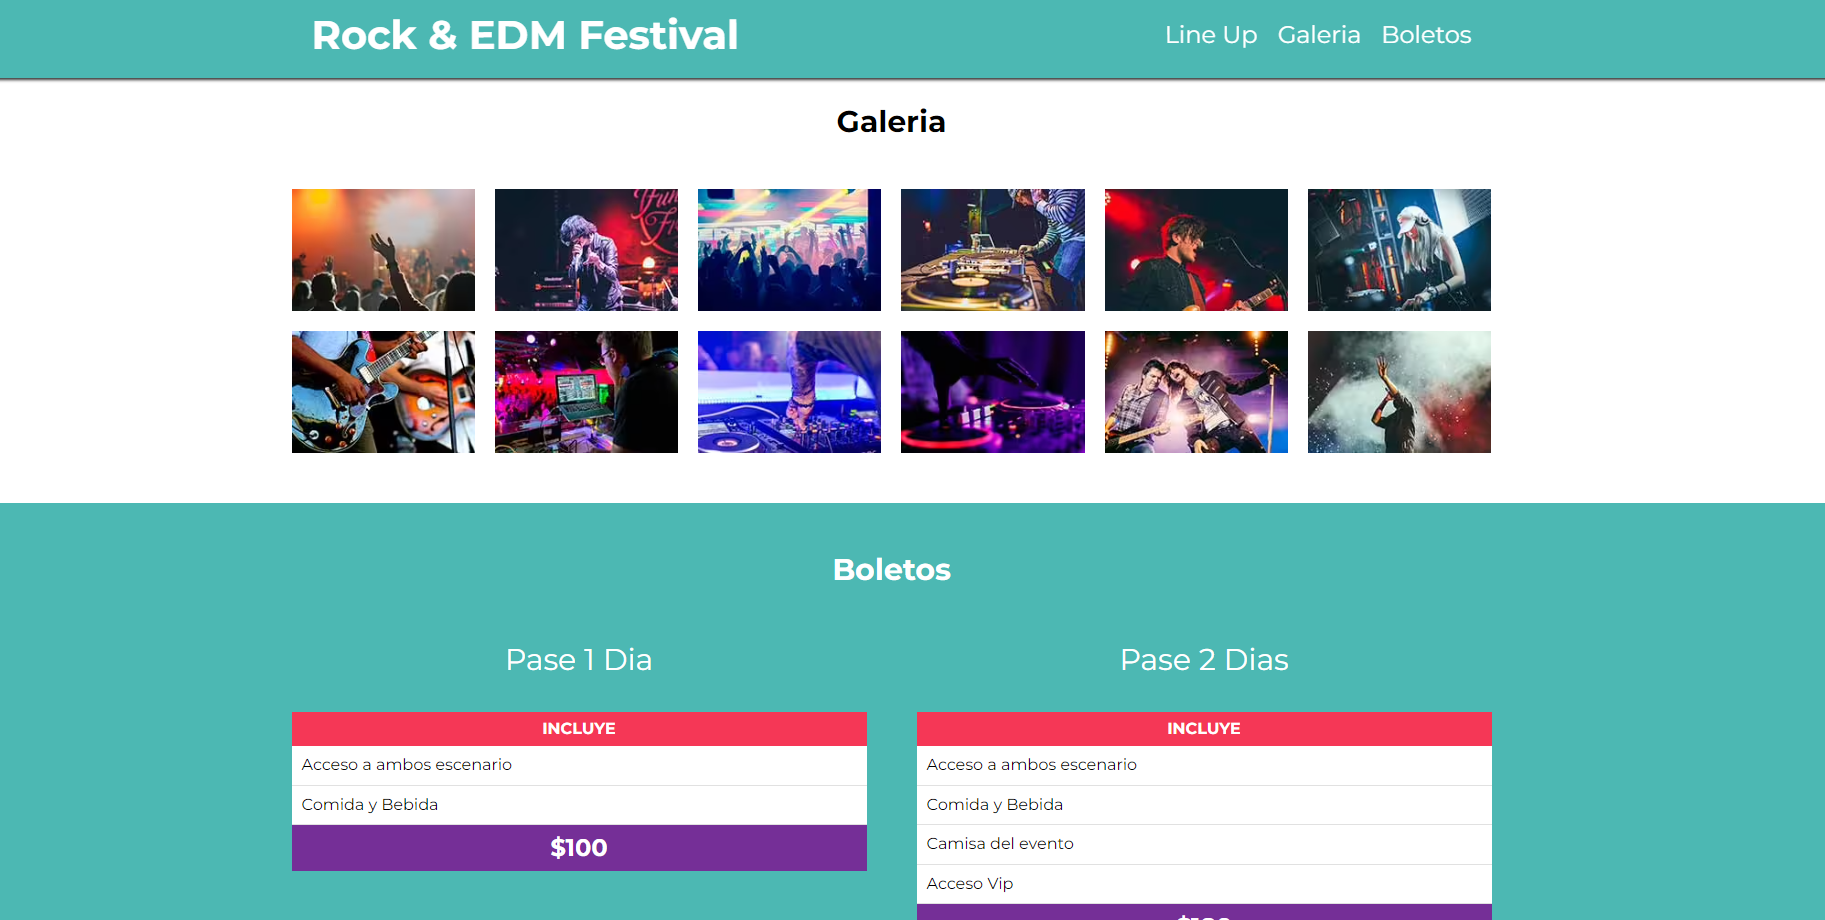 Rock & EDM Festival
Line Up Galeria Boletos
Galeria
Boletos
Pase 1 Dia
INCLUYE
Acceso a ambos escenario
Comida y Bebida
$100
Pase 2 Dias
INCLUYE
Acceso a ambos escenario
Comida y Bebida
Camisa del evento
Acceso Vip